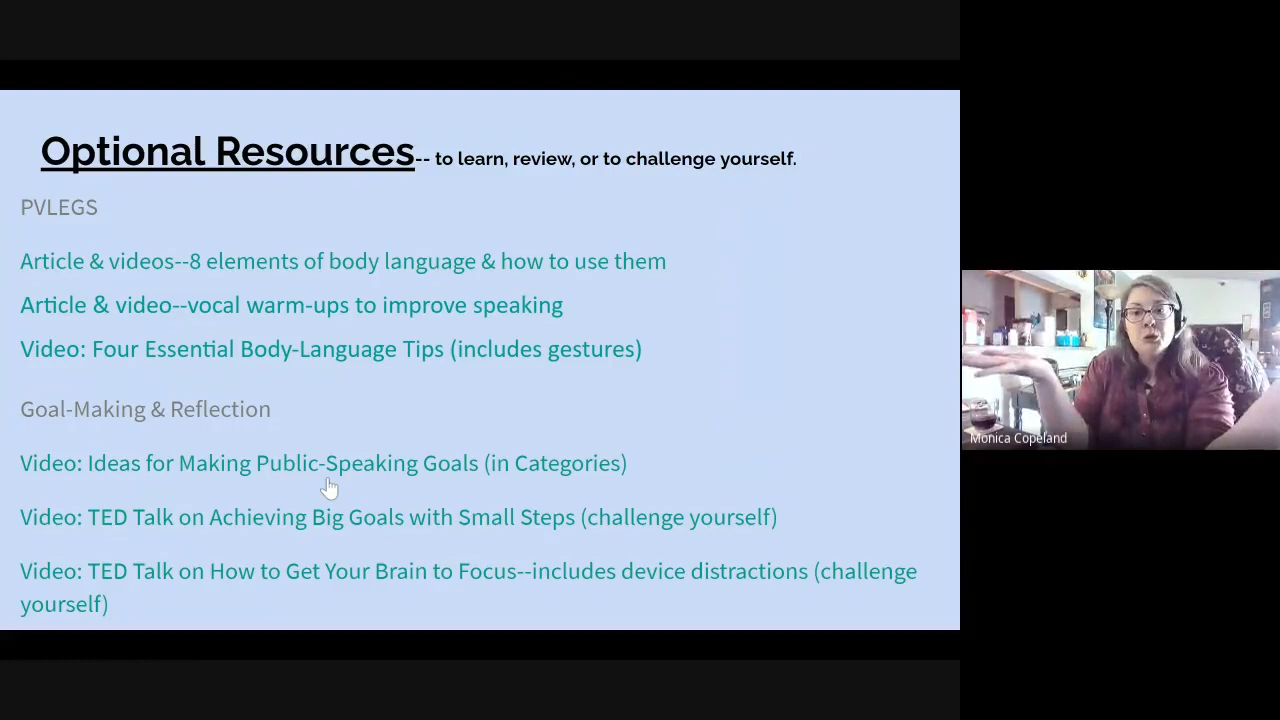 Optional Resources-- to learn, review, or to challenge yourself.
PVLEGS
Article & videos--8 elements of body language & how to use them
Article & video--vocal warm-ups to improve speaking
Video: Four Essential Body-Language Tips (includes gestures)
Goal-Making & Reflection
Video: Ideas for Making Public-Speaking Goals (in Categories)
Video: TED Talk on Achieving Big Goals with Small Steps (challenge yourself)
Video: TED Talk on How to Get Your Brain to Focus--includes device distractions (challenge
yourself)
Monica Copeland